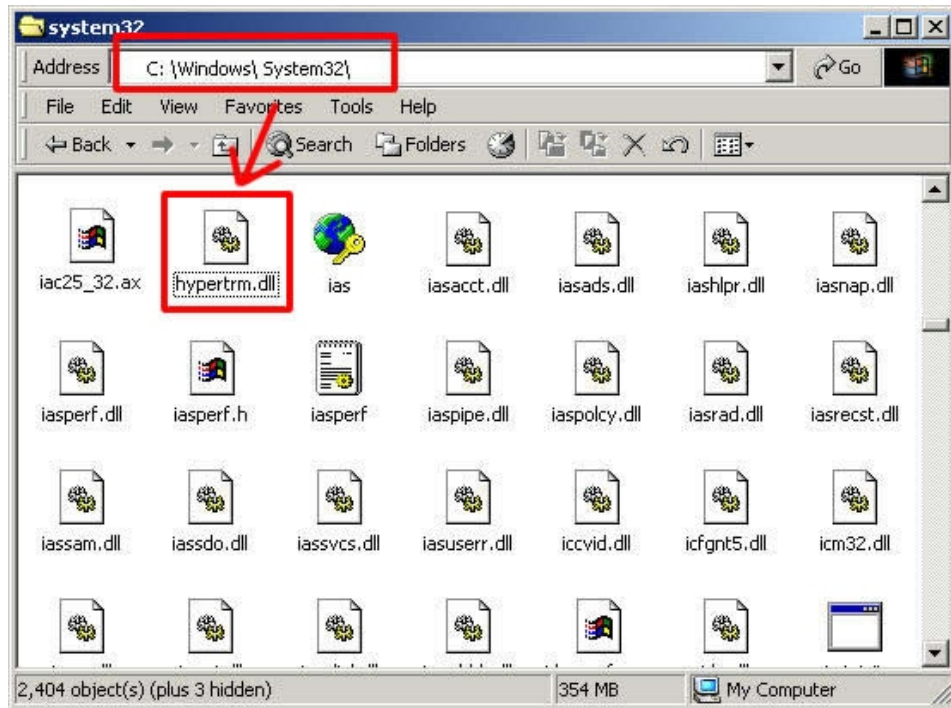 system32
Address C: \Windows\ System32\ Go
File Edit View Favorites Tools Help
Back Search Folders
iac25_32.ax hypertrm.dll ias iasacct.dll iasads.dll iashlpr.dll iasnap.dll
iasperf.dll iasperf.h iasperf iaspipe.dll iaspolcy.dll iasrad.dll iasrecst.dll
iassam.dll iassdo.dll iassvcs.dll iasuserr.dll iccvid.dll icfgnt5.dll icm32.dll
2,404 object(s) (plus 3 hidden) 354 MB My Computer